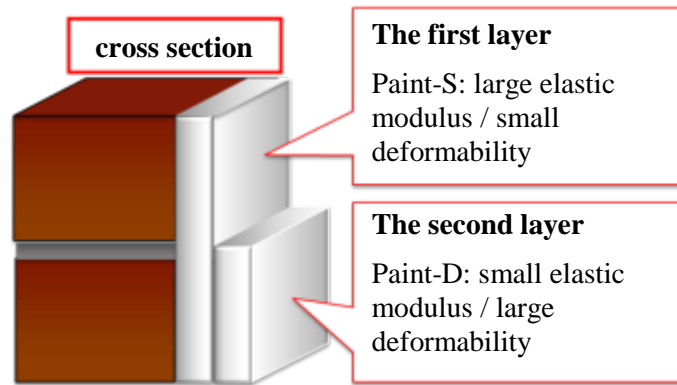 cross section
The first layer
Paint-S: large elastic
modulus / small
deformability
The second layer
Paint-D: small elastic
modulus / large
deformability